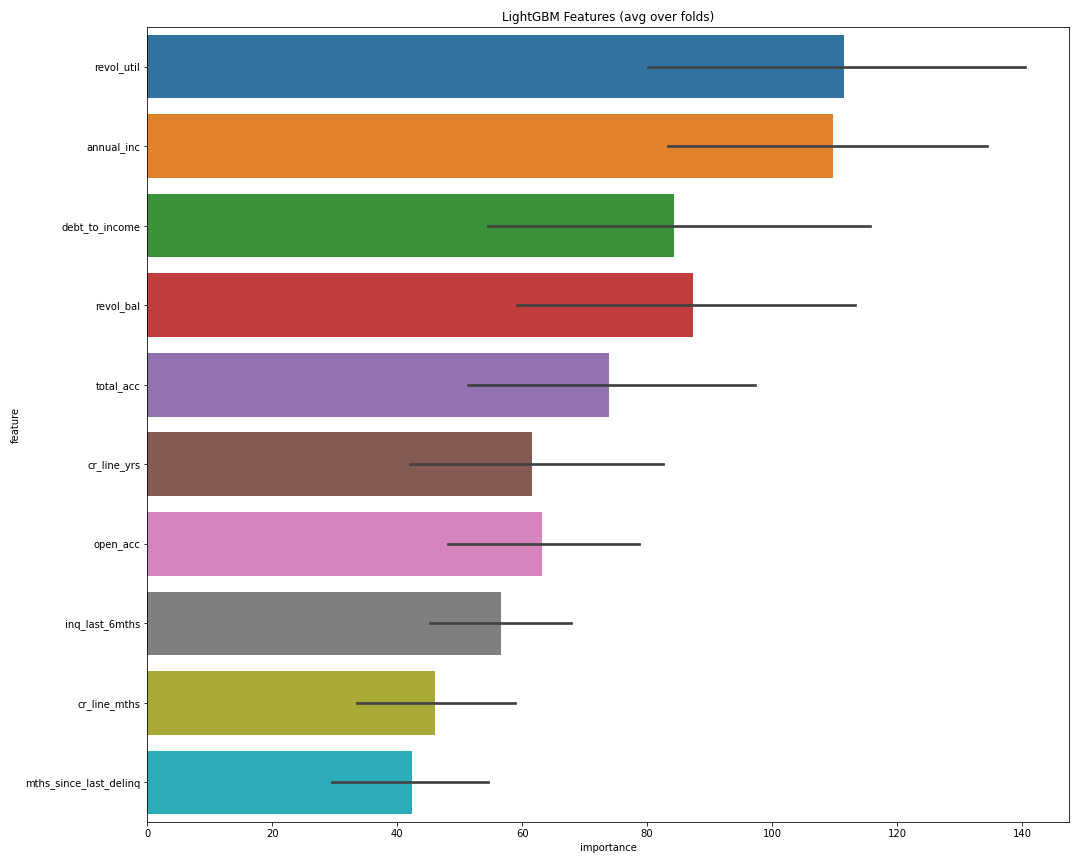 LightGBM Features (avg over folds)
revol_util
annual_inc
debt_to_income
revol_bal
total_acc
cr_line_yrs
open_acc
inq_last_6mths
cr_line_mths
mths_since_last_delinq
feature
0 20 40 60 80 100 120 140
importance